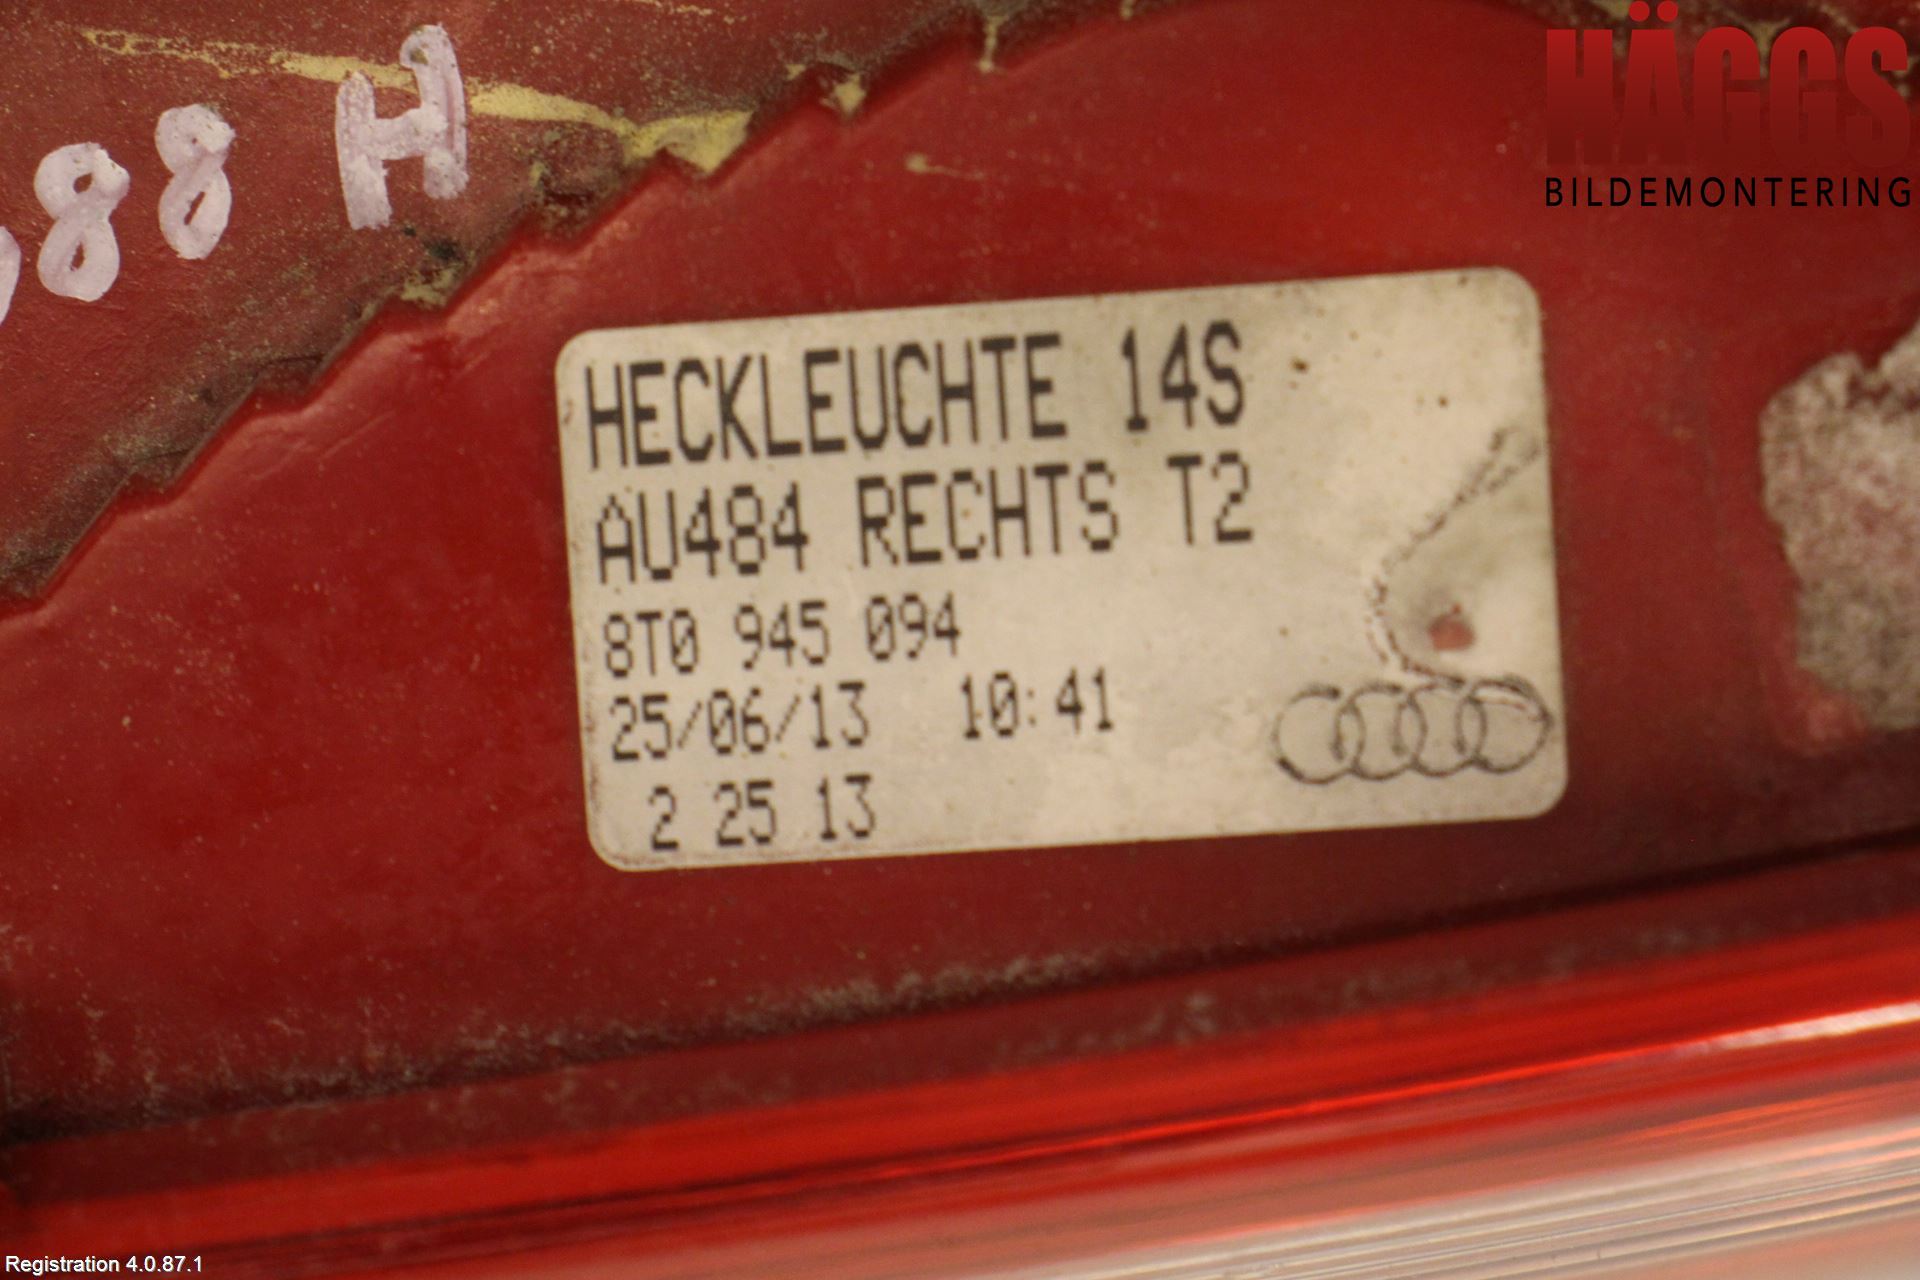 88 H
HÄGGS
BILDEMONTERING
HECKLEUCHTE 14S
AU484 RECHTS T2
8T0 945 094
25/06/13 10:41
2 25 13
Registration 4.0.87.1